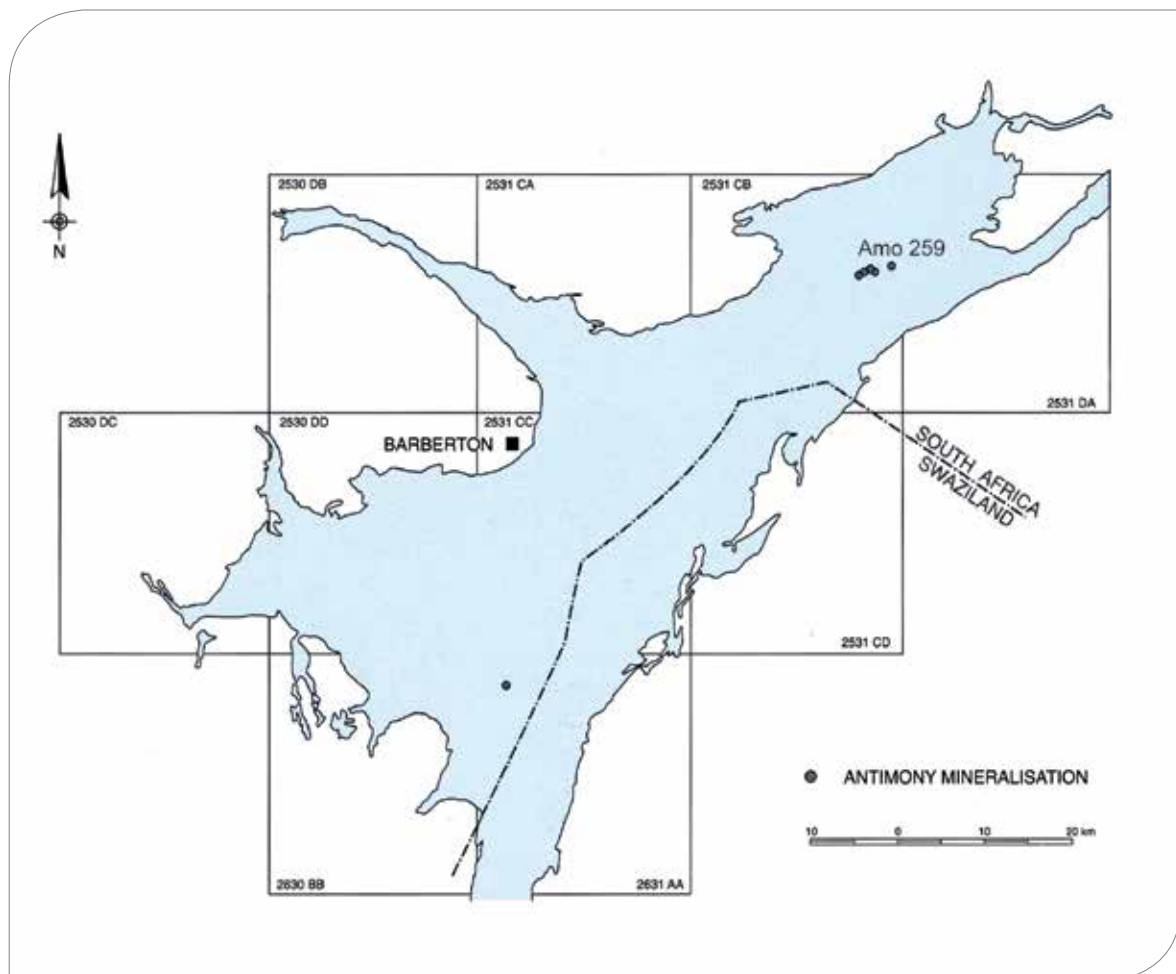 2530 DB
2531 CA
2531 CB
N
Amo 259
2530 DC
2530 DD
2531 CC
2531 DA
BARBERTON
SOUTH AFRICA
SWAZILAND
2531 CD
ANTIMONY MINERALISATION
10 0 10 20 km
2630 BB
2631 AA